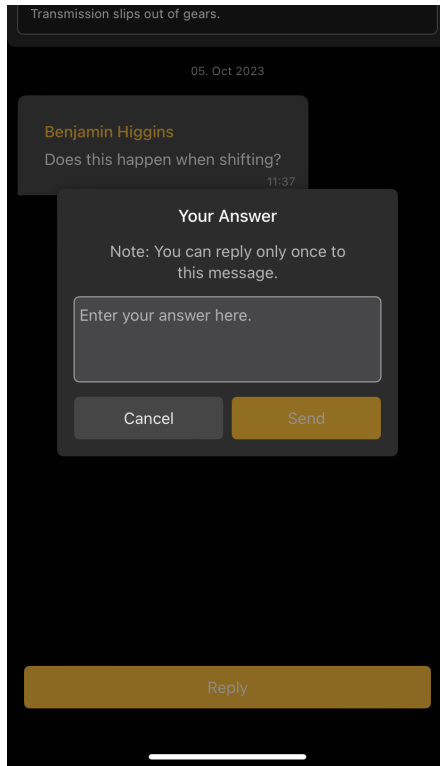 Transmission slips out of gears.
05. Oct 2023
Benjamin Higgins
Does this happen when shifting?
11:37
Your Answer
Note: You can reply only once to
this message.
Enter your answer here.
Cancel
Send
Reply